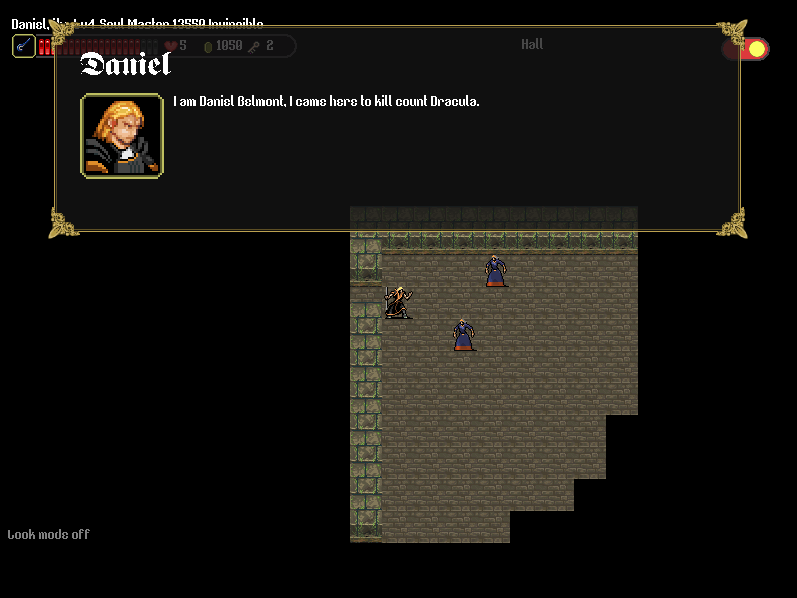 Daniel, the Lv4 Soul Master 13550 Invincible
5 1050 2
Hall
Daniel
I am Daniel Belmont, I came here to kill count Dracula.
Look mode off